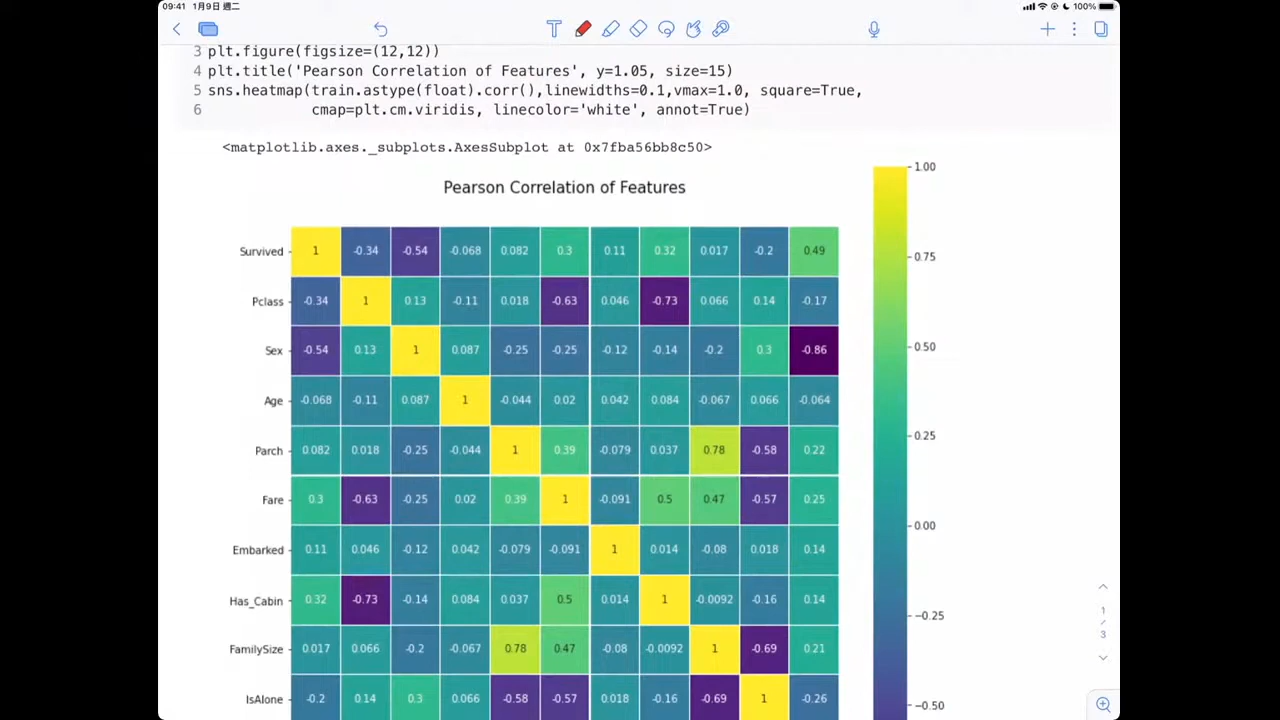 09:41 1月9日 週二
100%
3 plt.figure(figsize=(12,12))
4 plt.title('Pearson Correlation of Features', y=1.05, size=15)
5 sns.heatmap(train.astype(float).corr(),linewidths=0.1,vmax=1.0, square=True,
6 cmap=plt.cm.viridis, linecolor='white', annot=True)
<matplotlib.axes._subplots.AxesSubplot at 0x7fba56bb8c50>
Pearson Correlation of Features
Survived 1 -0.34 -0.54 -0.068 0.082 0.3 0.11 0.32 0.017 -0.2 0.49
Pclass -0.34 1 0.13 -0.11 0.018 -0.63 0.046 -0.73 0.066 0.14 -0.17
Sex -0.54 0.13 1 0.087 -0.25 -0.25 -0.12 -0.14 -0.2 0.3 -0.86
Age -0.068 -0.11 0.087 1 -0.044 0.02 0.042 0.084 -0.067 0.066 -0.064
Parch 0.082 0.018 -0.25 -0.044 1 0.39 -0.079 0.037 0.78 -0.58 0.22
Fare 0.3 -0.63 -0.25 0.02 0.39 1 -0.091 0.5 0.47 -0.57 0.25
Embarked 0.11 0.046 -0.12 0.042 -0.079 -0.091 1 0.014 -0.08 0.018 0.14
Has_Cabin 0.32 -0.73 -0.14 0.084 0.037 0.5 0.014 1 -0.0092 -0.16 0.14
FamilySize 0.017 0.066 -0.2 -0.067 0.78 0.47 -0.08 -0.0092 1 -0.69 0.21
IsAlone -0.2 0.14 0.3 0.066 -0.58 -0.57 0.018 -0.16 -0.69 1 -0.26
1.00
0.75
0.50
0.25
0.00
−0.25
−0.50
1
/
3